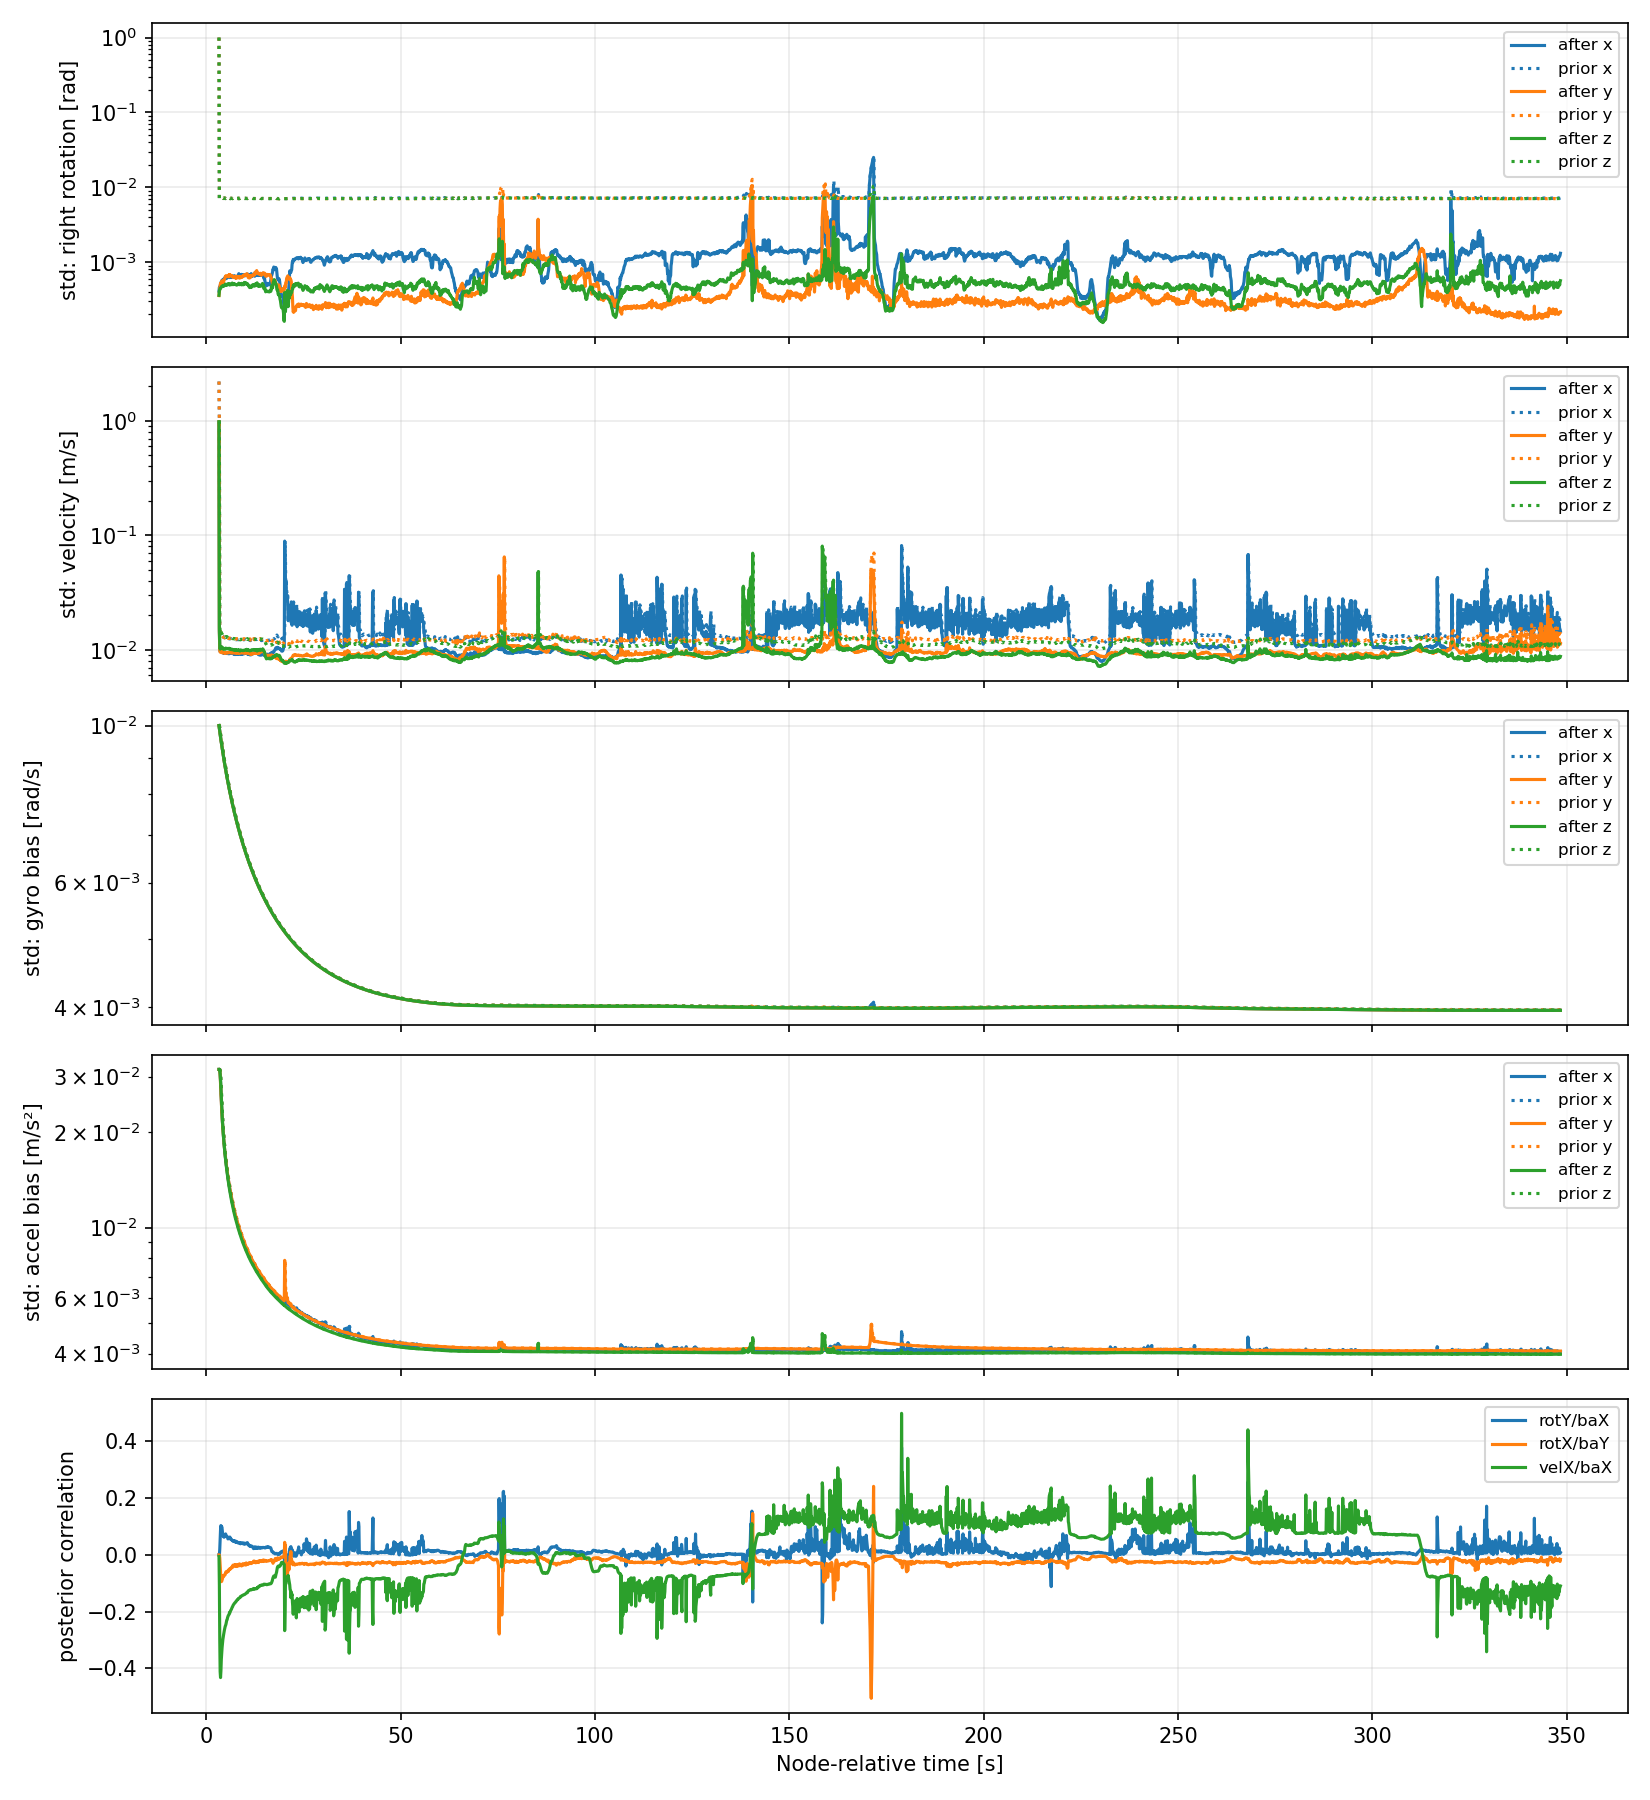 std: right rotation [rad]
10⁰
10⁻¹
10⁻²
10⁻³
after x
prior x
after y
prior y
after z
prior z
std: velocity [m/s]
10⁰
10⁻¹
10⁻²
after x
prior x
after y
prior y
after z
prior z
std: gyro bias [rad/s]
10⁻²
6 × 10⁻³
4 × 10⁻³
after x
prior x
after y
prior y
after z
prior z
std: accel bias [m/s²]
3 × 10⁻²
2 × 10⁻²
10⁻²
6 × 10⁻³
4 × 10⁻³
after x
prior x
after y
prior y
after z
prior z
posterior correlation
0.4
0.2
0.0
−0.2
−0.4
rotY/baX
rotX/baY
velX/baX
0 50 100 150 200 250 300 350
Node-relative time [s]